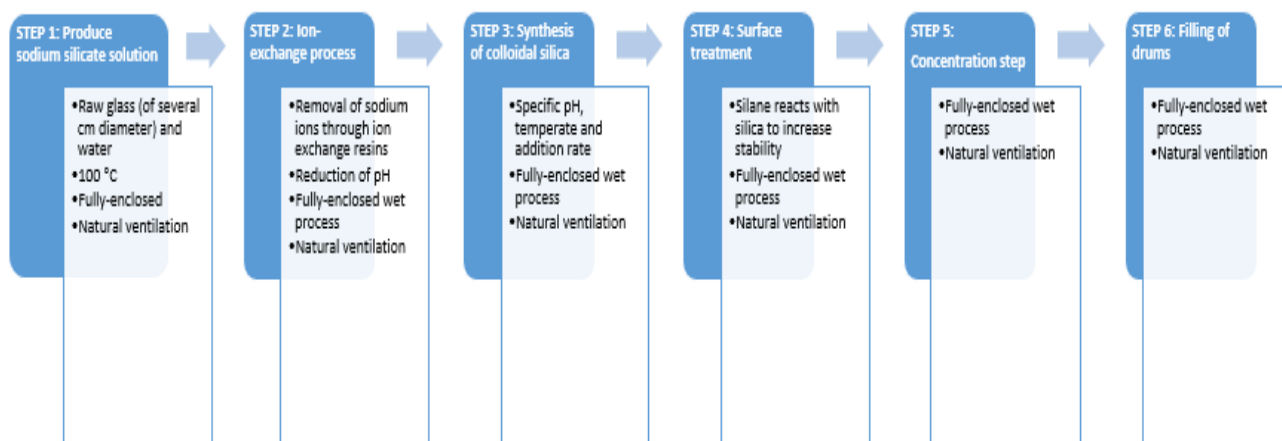 STEP 1: Produce
sodium silicate solution
•Raw glass (of several
cm diameter) and
water
•100 °C
•Fully-enclosed
•Natural ventilation
STEP 2: Ion-
exchange process
•Removal of sodium
ions through ion
exchange resins
•Reduction of pH
•Fully-enclosed wet
process
•Natural ventilation
STEP 3: Synthesis
of colloidal silica
•Specific pH,
temperate and
addition rate
•Fully-enclosed wet
process
•Natural ventilation
STEP 4: Surface
treatment
•Silane reacts with
silica to increase
stability
•Fully-enclosed wet
process
•Natural ventilation
STEP 5:
Concentration step
•Fully-enclosed wet
process
•Natural ventilation
STEP 6: Filling of
drums
•Fully-enclosed wet
process
•Natural ventilation